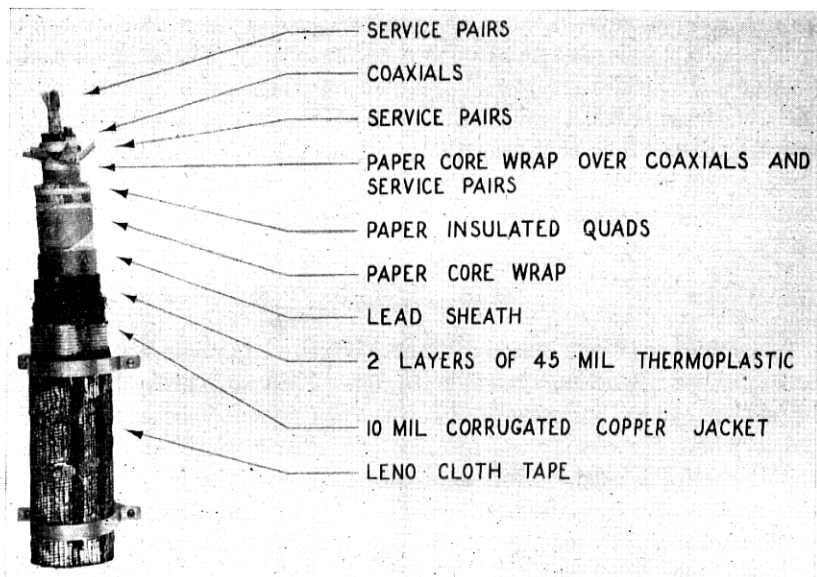 SERVICE PAIRS
COAXIALS
SERVICE PAIRS
PAPER CORE WRAP OVER COAXIALS AND
SERVICE PAIRS
PAPER INSULATED QUADS
PAPER CORE WRAP
LEAD SHEATH
2 LAYERS OF 45 MIL THERMOPLASTIC
10 MIL CORRUGATED COPPER JACKET
LENO CLOTH TAPE